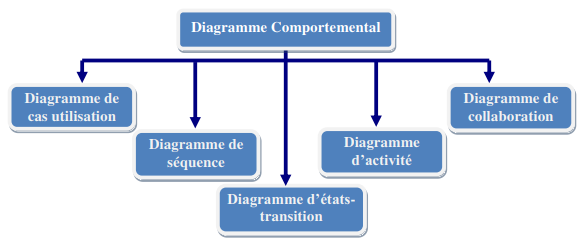 Diagramme Comportemental
Diagramme de
cas utilisation
Diagramme de
séquence
Diagramme d'états-
transition
Diagramme
d'activité
Diagramme de
collaboration